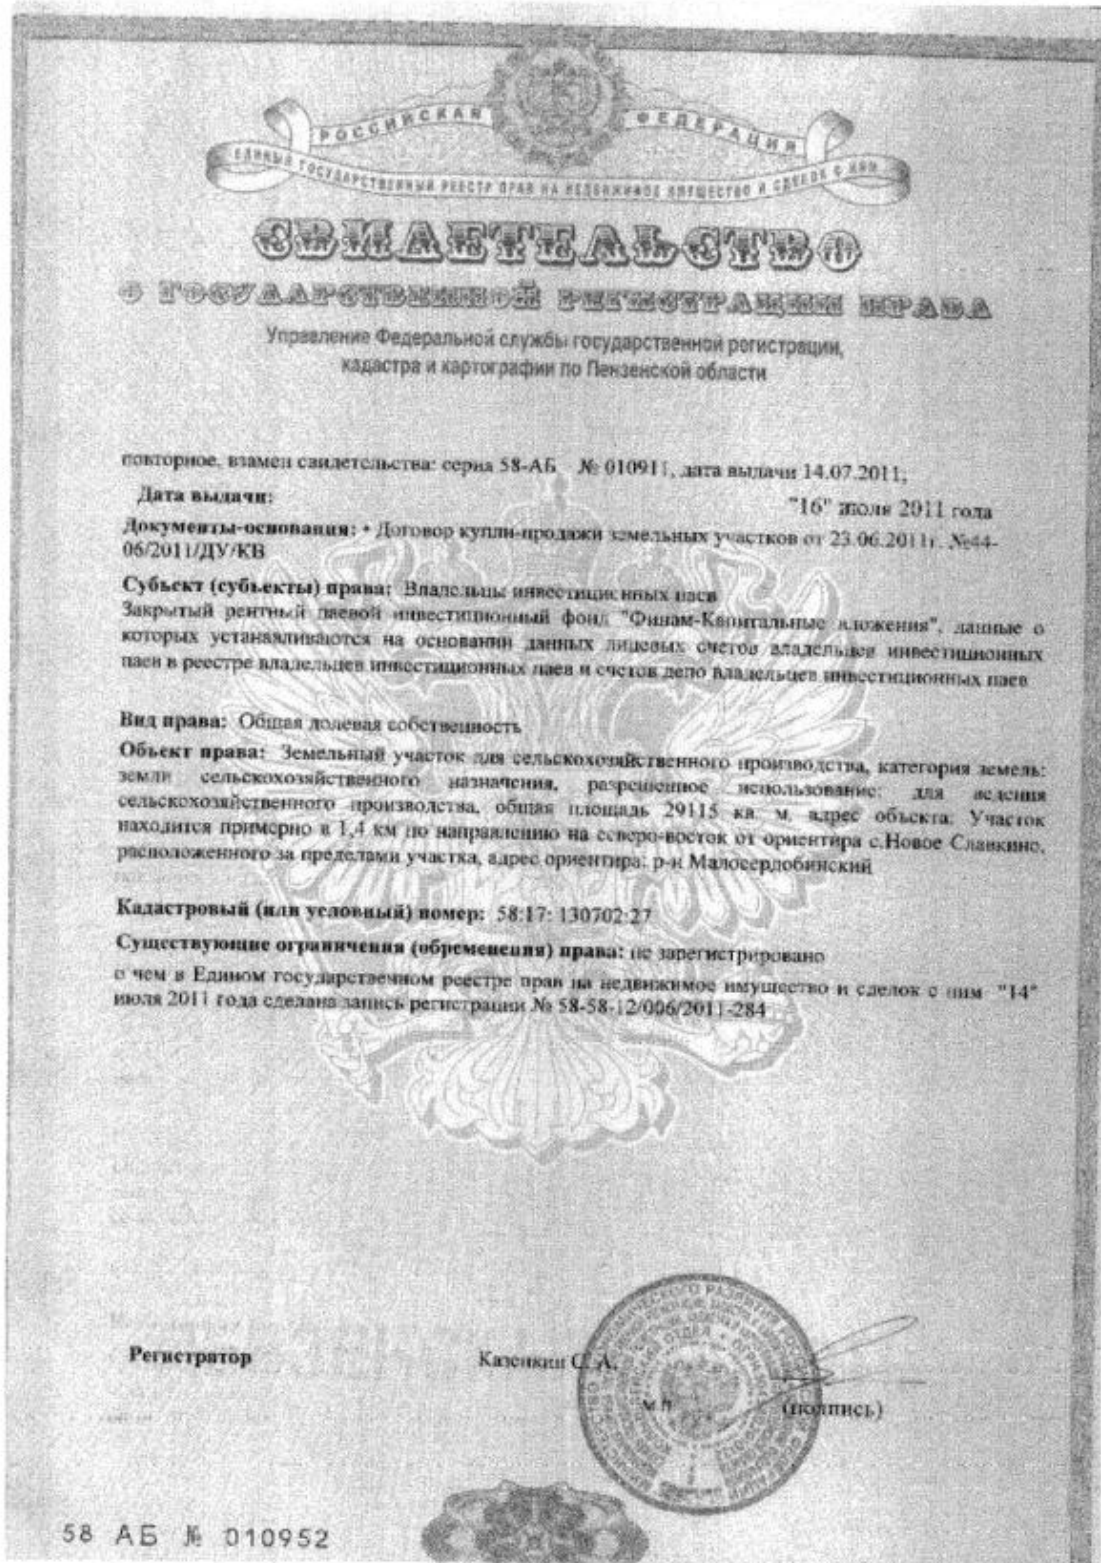 РОССИЙСКАЯ ФЕДЕРАЦИЯ
ЕДИНЫЙ ГОСУДАРСТВЕННЫЙ РЕЕСТР ПРАВ НА НЕДВИЖИМОЕ ИМУЩЕСТВО И СДЕЛОК С НИМ
СВИДЕТЕЛЬСТВО
О ГОСУДАРСТВЕННОЙ РЕГИСТРАЦИИ ПРАВА
Управление Федеральной службы государственной регистрации,
кадастра и картографии по Пензенской области
повторное, взамен свидетельства: серия 58-АБ № 010911, дата выдачи 14.07.2011,
Дата выдачи: "16" июля 2011 года
Документы-основания: • Договор купли-продажи земельных участков от 23.06.2011г. №44-
06/2011/ДУ/КВ
Субъект (субъекты) права: Владельцы инвестиционных паев
Закрытый рентный паевой инвестиционный фонд "Финам-Капитальные вложения", данные о
которых устанавливаются на основании данных лицевых счетов владельцев инвестиционных
паев в реестре владельцев инвестиционных паев и счетов депо владельцев инвестиционных паев
Вид права: Общая долевая собственность
Объект права: Земельный участок для сельскохозяйственного производства, категория земель:
земли сельскохозяйственного назначения, разрешенное использование: для ведения
сельскохозяйственного производства, общая площадь 29115 кв. м, адрес объекта: Участок
находится примерно в 1,4 км по направлению на северо-восток от ориентира с.Новое Славкино,
расположенного за пределами участка, адрес ориентира: р-н Малосердобинский
Кадастровый (или условный) номер: 58:17: 130702:27
Существующие ограничения (обременения) права: не зарегистрировано
о чем в Едином государственном реестре прав на недвижимое имущество и сделок с ним "14"
июля 2011 года сделана запись регистрации № 58-58-12/006/2011-284
Регистратор Казенкин С. А.
м.п. (подпись)
58 АБ № 010952